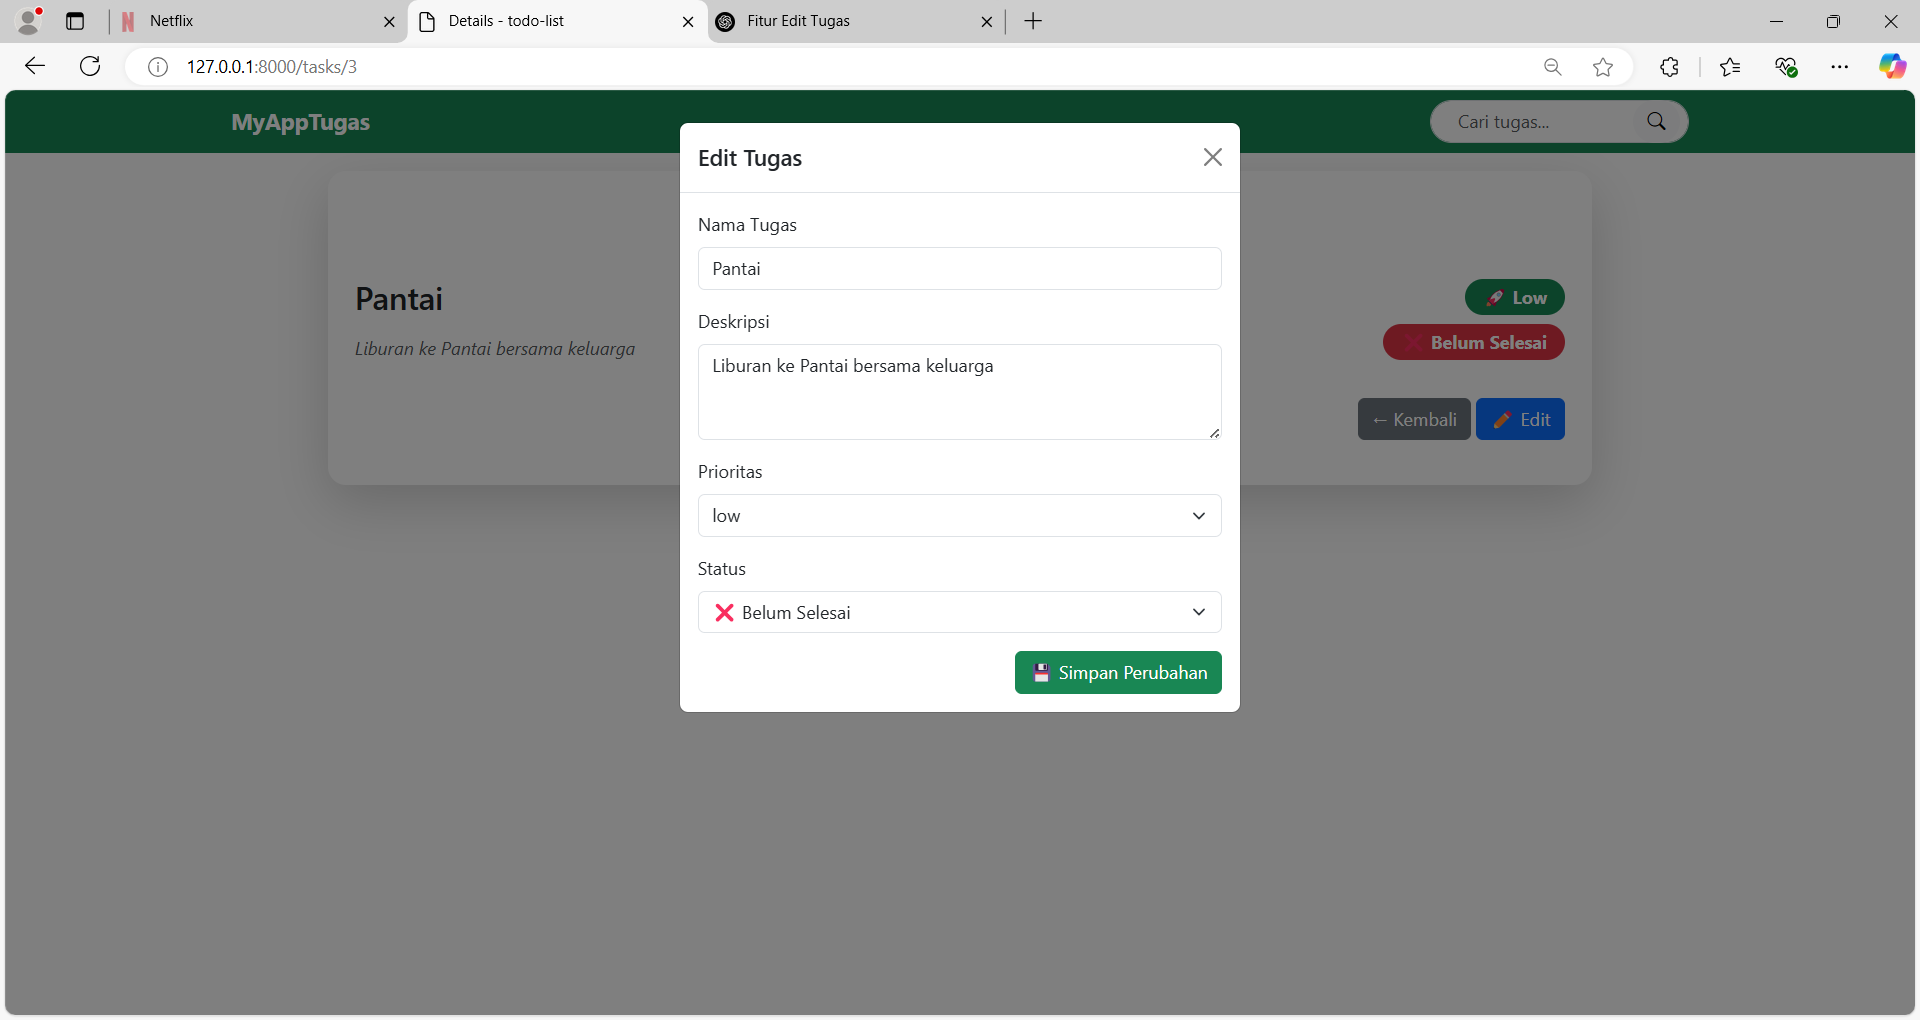 Netflix
Details - todo-list
Fitur Edit Tugas
127.0.0.1:8000/tasks/3
MyAppTugas
Cari tugas...
Edit Tugas
Nama Tugas
Pantai
Deskripsi
Liburan ke Pantai bersama keluarga
Prioritas
low
Status
❌ Belum Selesai
💾 Simpan Perubahan
Pantai
Liburan ke Pantai bersama keluarga
🚀 Low
❌ Belum Selesai
← Kembali
✏️ Edit